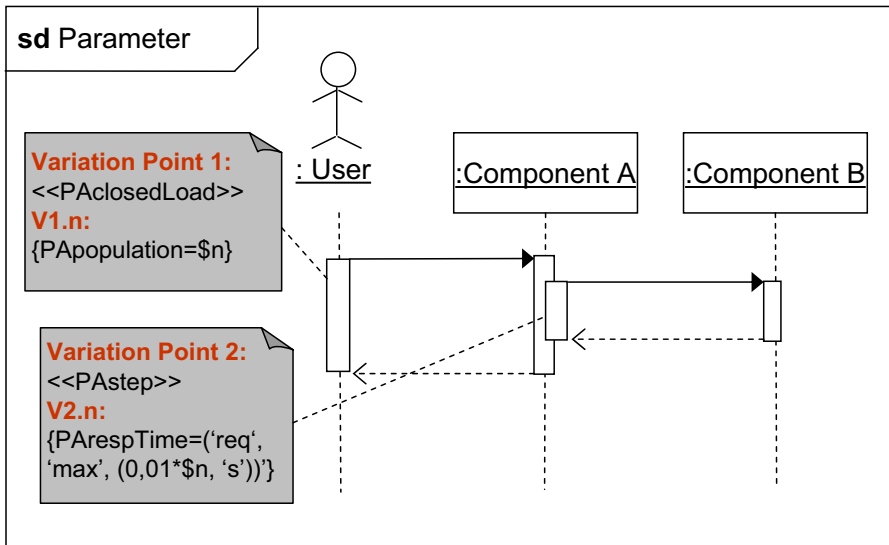 sd Parameter
Variation Point 1:
<<PAclosedLoad>>
V1.n:
{PApopulation=$n}
: User
:Component A
:Component B
Variation Point 2:
<<PAstep>>
V2.n:
{PArespTime=(‘req‘,
‘max’, (0,01*$n, ‘s’))’}